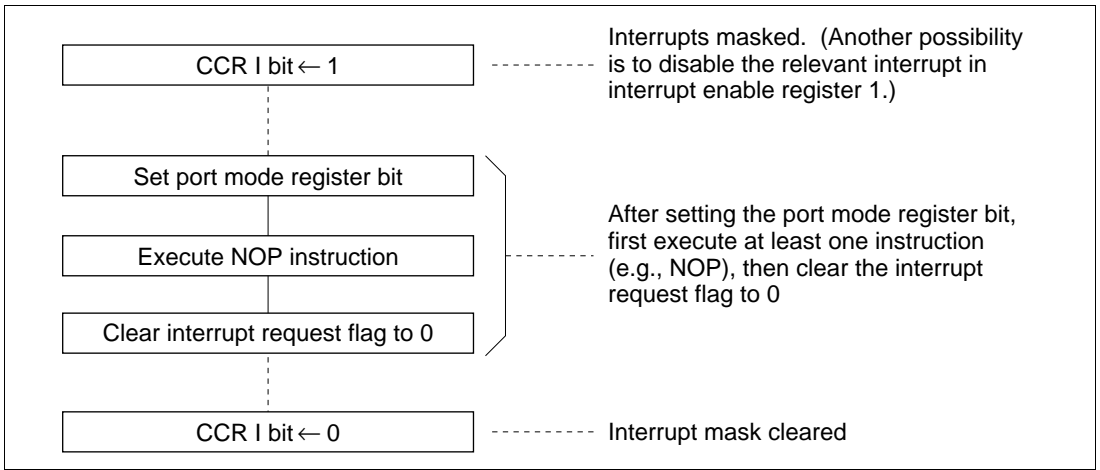 CCR I bit ← 1
Interrupts masked. (Another possibility
is to disable the relevant interrupt in
interrupt enable register 1.)
Set port mode register bit
Execute NOP instruction
Clear interrupt request flag to 0
After setting the port mode register bit,
first execute at least one instruction
(e.g., NOP), then clear the interrupt
request flag to 0
CCR I bit ← 0
Interrupt mask cleared